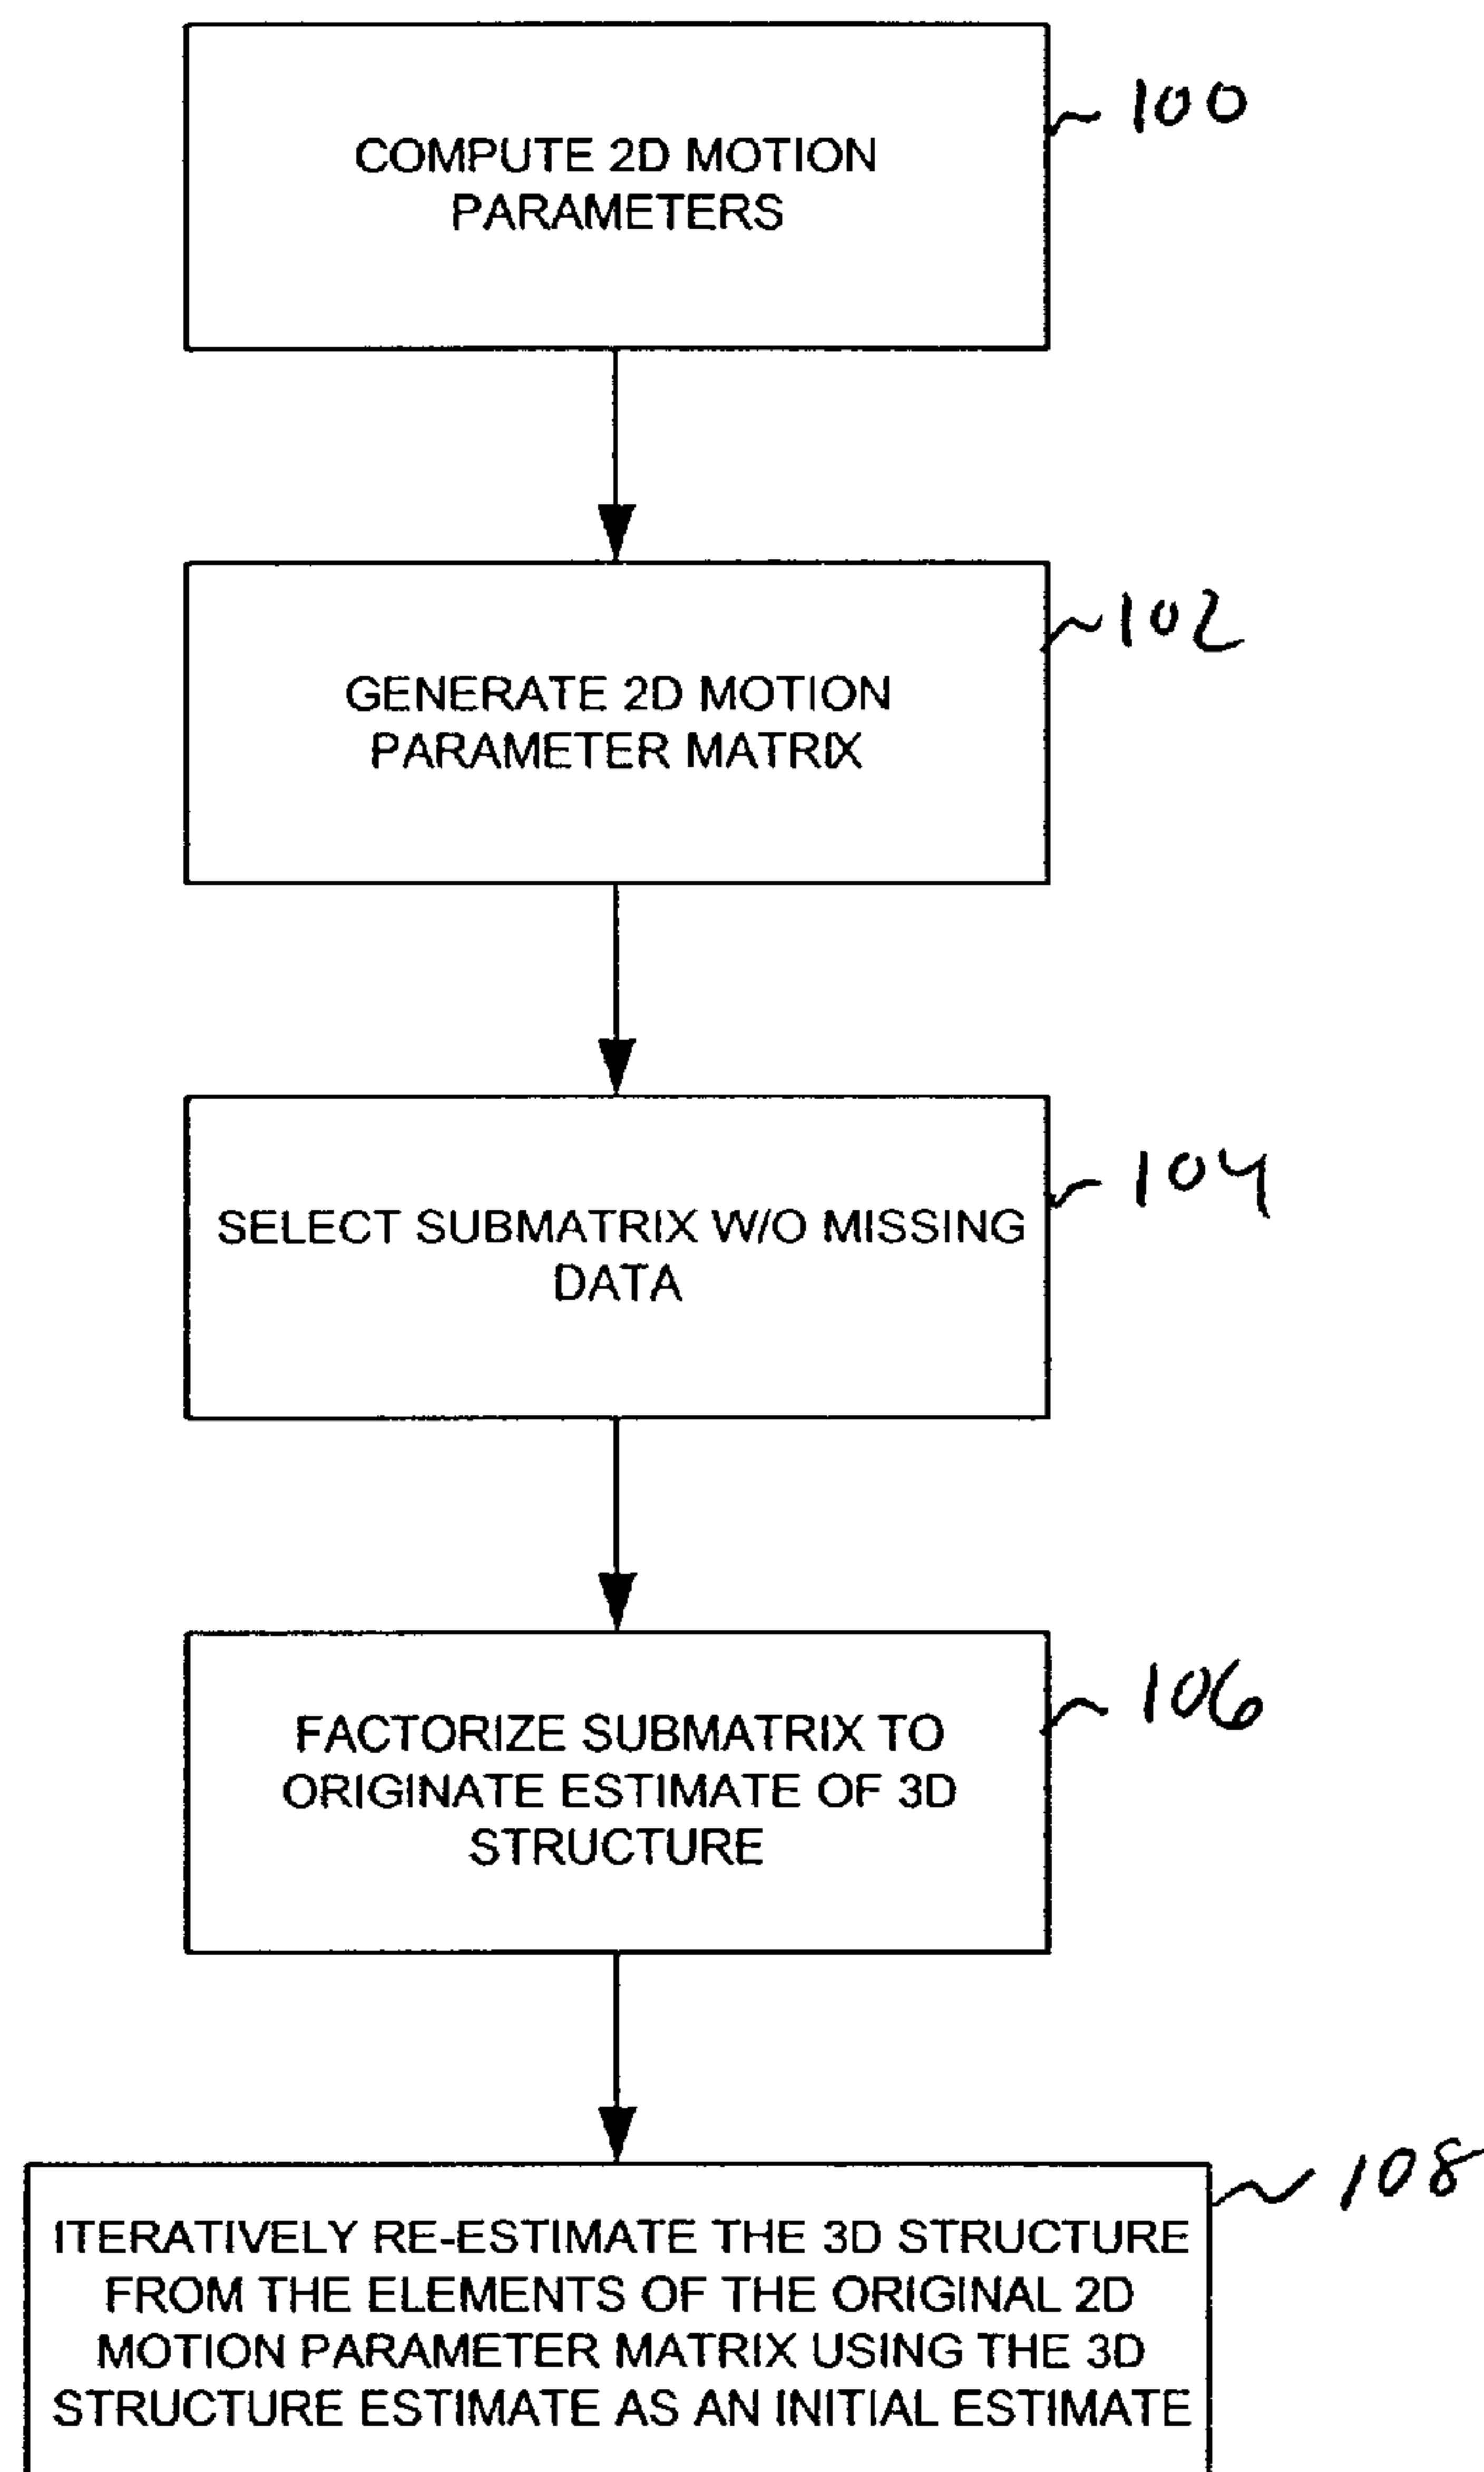 100
COMPUTE 2D MOTION
PARAMETERS
102
GENERATE 2D MOTION
PARAMETER MATRIX
104
SELECT SUBMATRIX W/O MISSING
DATA
106
FACTORIZE SUBMATRIX TO
ORIGINATE ESTIMATE OF 3D
STRUCTURE
108
ITERATIVELY RE-ESTIMATE THE 3D STRUCTURE
FROM THE ELEMENTS OF THE ORIGINAL 2D
MOTION PARAMETER MATRIX USING THE 3D
STRUCTURE ESTIMATE AS AN INITIAL ESTIMATE